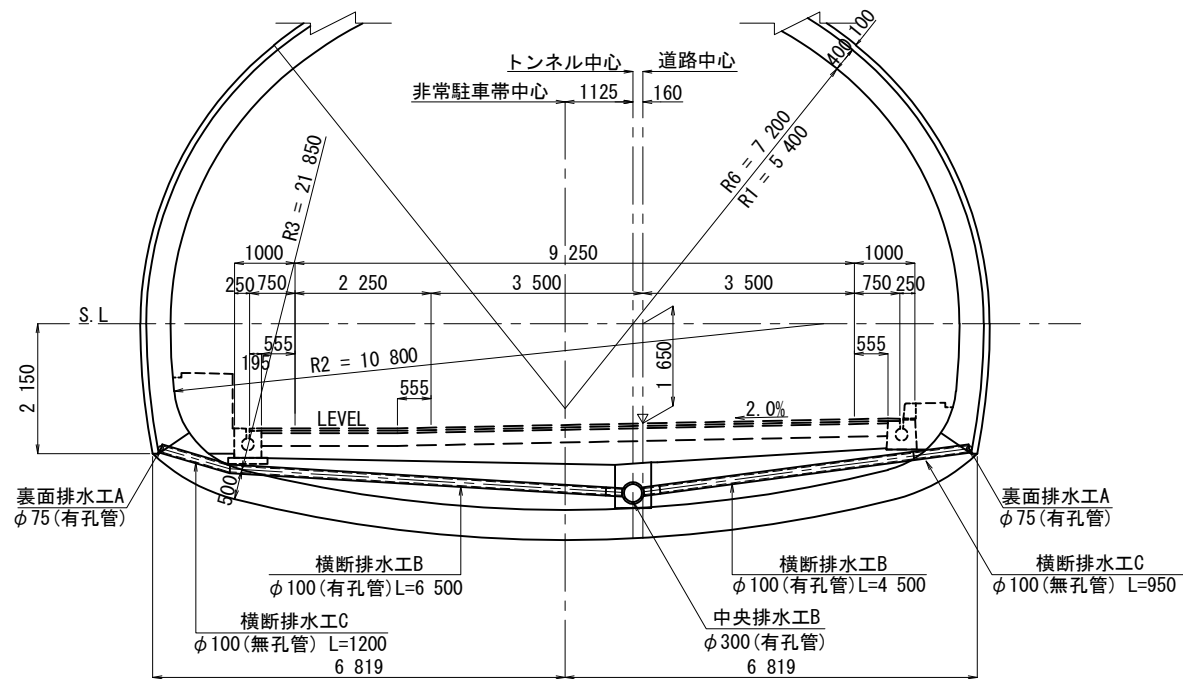 400 100
トンネル中心
道路中心
非常駐車帯中心
1125
160
R3 = 21 850
R6 = 7 200
R1 = 5 400
1000
9 250
1000
250
750
2 250
3 500
3 500
750
250
S.L
555
195
R2 = 10 800
555
1 650
555
2 150
LEVEL
2.0%
500
裏面排水工A
φ75(有孔管)
裏面排水工A
φ75(有孔管)
横断排水工B
φ100(有孔管)L=6 500
横断排水工B
φ100(有孔管)L=4 500
横断排水工C
φ100(無孔管) L=950
横断排水工C
φ100(無孔管) L=1200
中央排水工B
φ300(有孔管)
6 819
6 819